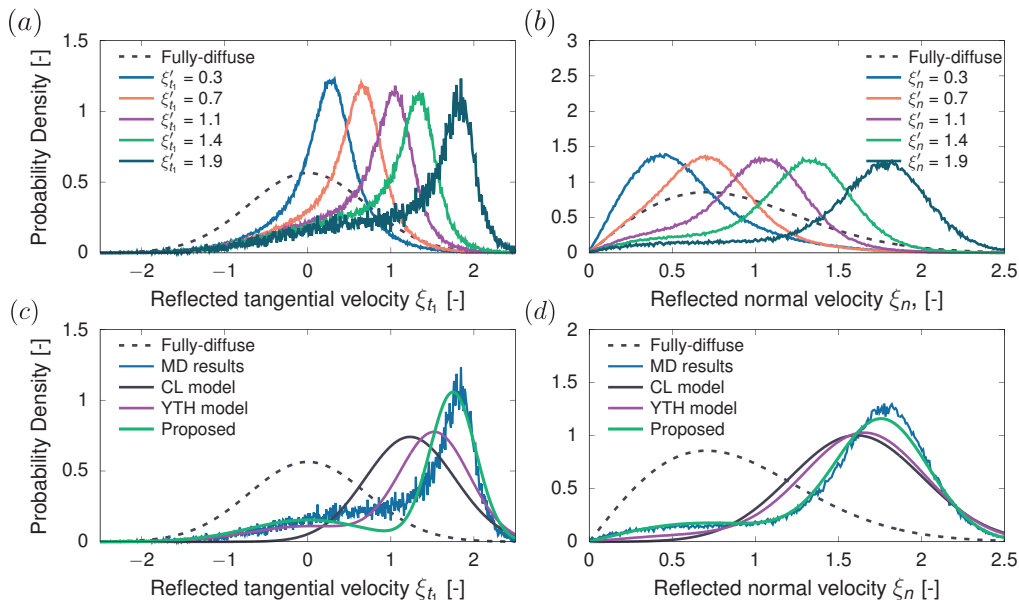 (a)
1.5
1
0.5
0
Probability Density [-]
Fully-diffuse
ξ′t₁ = 0.3
ξ′t₁ = 0.7
ξ′t₁ = 1.1
ξ′t₁ = 1.4
ξ′t₁ = 1.9
−2 −1 0 1 2
Reflected tangential velocity ξt₁ [-]
(b)
3
2.5
2
1.5
1
0.5
0
Fully-diffuse
ξ′n = 0.3
ξ′n = 0.7
ξ′n = 1.1
ξ′n = 1.4
ξ′n = 1.9
0 0.5 1 1.5 2 2.5
Reflected normal velocity ξn, [-]
(c)
1.5
1
0.5
0
Probability Density [-]
Fully-diffuse
MD results
CL model
YTH model
Proposed
−2 −1 0 1 2
Reflected tangential velocity ξt₁ [-]
(d)
2
1.5
1
0.5
0
Fully-diffuse
MD results
CL model
YTH model
Proposed
0 0.5 1 1.5 2 2.5
Reflected normal velocity ξn [-]